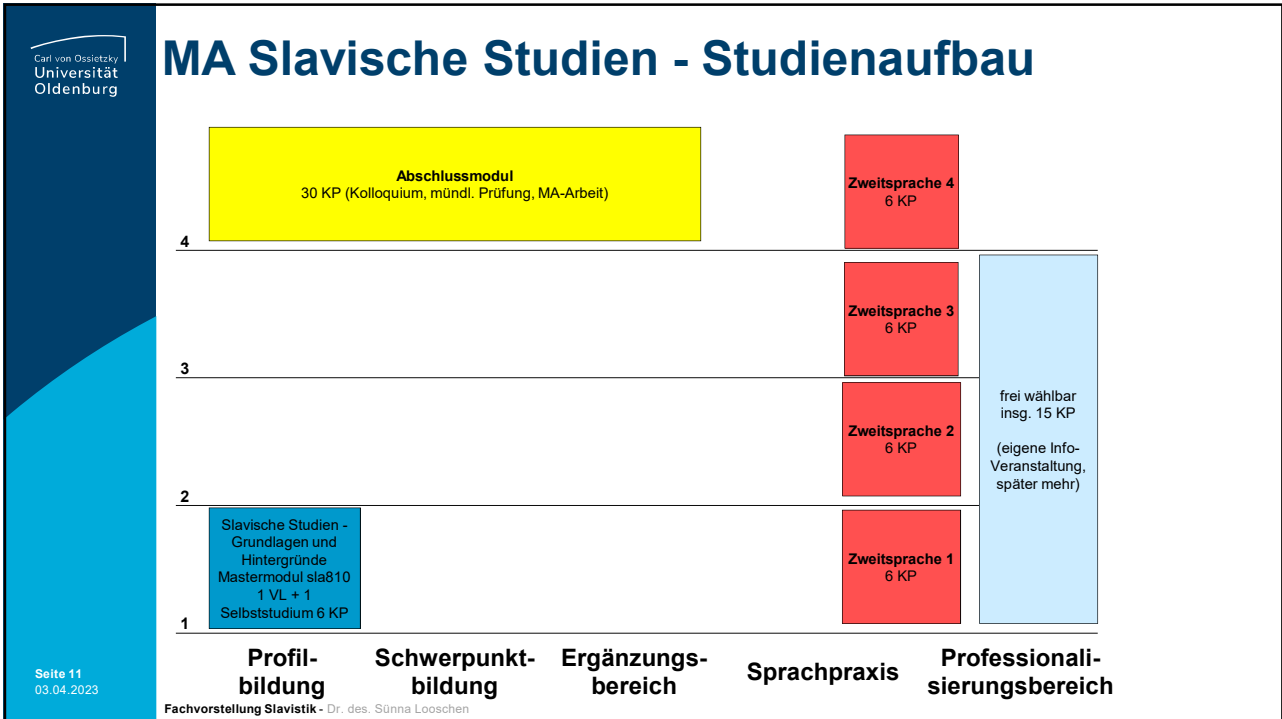 Carl von Ossietzky
Universität
Oldenburg
MA Slavische Studien - Studienaufbau
Abschlussmodul
30 KP (Kolloquium, mündl. Prüfung, MA-Arbeit)
Zweitsprache 4
6 KP
4
Zweitsprache 3
6 KP
3
frei wählbar
insg. 15 KP
(eigene Info-
Veranstaltung,
später mehr)
Zweitsprache 2
6 KP
2
Slavische Studien -
Grundlagen und
Hintergründe
Mastermodul sla810
1 VL + 1
Selbststudium 6 KP
Zweitsprache 1
6 KP
1
Profil-
bildung
Schwerpunkt-
bildung
Ergänzungs-
bereich
Sprachpraxis
Professionali-
sierungsbereich
Seite 11
03.04.2023
Fachvorstellung Slavistik - Dr. des. Sünna Looschen